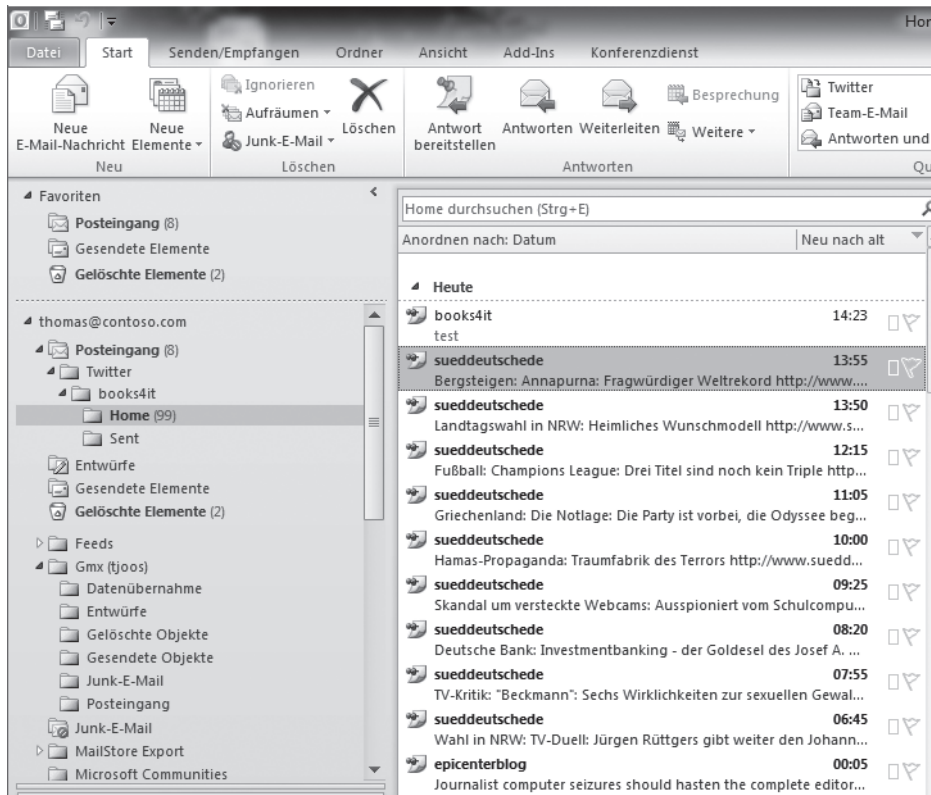 Hor
Datei Start Senden/Empfangen Ordner Ansicht Add-Ins Konferenzdienst
Neue E-Mail-Nachricht
Neue Elemente
Neu
Ignorieren
Aufräumen
Junk-E-Mail
Löschen
Löschen
Antwort bereitstellen
Antworten
Weiterleiten
Besprechung
Weitere
Antworten
Twitter
Team-E-Mail
Antworten und
Qu
Favoriten
Posteingang (8)
Gesendete Elemente
Gelöschte Elemente (2)
thomas@contoso.com
Posteingang (8)
Twitter
books4it
Home (99)
Sent
Entwürfe
Gesendete Elemente
Gelöschte Elemente (2)
Feeds
Gmx (tjoos)
Datenübernahme
Entwürfe
Gelöschte Objekte
Gesendete Objekte
Junk-E-Mail
Posteingang
Junk-E-Mail
MailStore Export
Microsoft Communities
Home durchsuchen (Strg+E)
Anordnen nach: Datum Neu nach alt
Heute
books4it 14:23
test
sueddeutschede 13:55
Bergsteigen: Annapurna: Fragwürdiger Weltrekord http://www....
sueddeutschede 13:50
Landtagswahl in NRW: Heimliches Wunschmodell http://www.s...
sueddeutschede 12:15
Fußball: Champions League: Drei Titel sind noch kein Triple http...
sueddeutschede 11:05
Griechenland: Die Notlage: Die Party ist vorbei, die Odyssee beg...
sueddeutschede 10:00
Hamas-Propaganda: Traumfabrik des Terrors http://www.suedd...
sueddeutschede 09:25
Skandal um versteckte Webcams: Ausspioniert vom Schulcompu...
sueddeutschede 08:20
Deutsche Bank: Investmentbanking - der Goldesel des Josef A. ...
sueddeutschede 07:55
TV-Kritik: "Beckmann": Sechs Wirklichkeiten zur sexuellen Gewal...
sueddeutschede 06:45
Wahl in NRW: TV-Duell: Jürgen Rüttgers gibt weiter den Johann...
epicenterblog 00:05
Journalist computer seizures should hasten the complete editor...